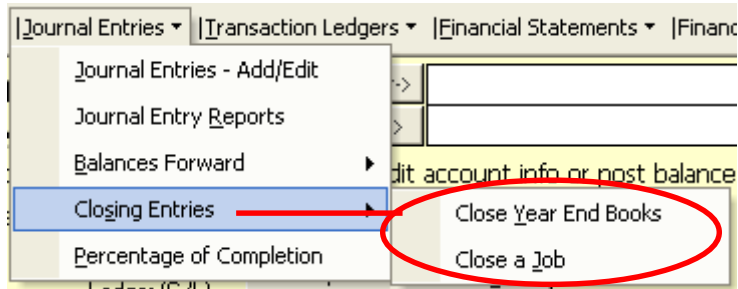 |Journal Entries ▾ |Transaction Ledgers ▾ |Financial Statements ▾ |Financ
Journal Entries - Add/Edit
->
Journal Entry Reports
>
Balances Forward
dit account info or post balance
Closing Entries
Close Year End Books
Percentage of Completion
Close a Job